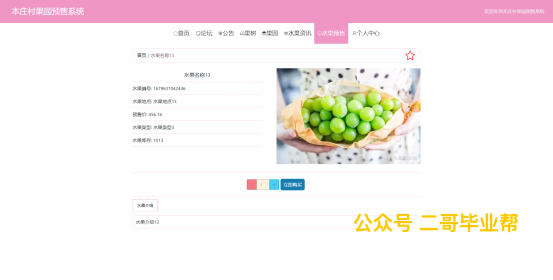 本庄村果园预售系统
欢迎来到本庄村果园预售系统
首页 论坛 公告 果树 果园 水果资讯 水果预售 个人中心
首页 / 水果名称13
水果名称13
水果编号: 1679631042446
水果地点: 水果地点13
预售价: 456.16
水果类型: 水果类型3
水果库存: 1013
立即购买
水果介绍
水果介绍13
公众号 二哥毕业帮